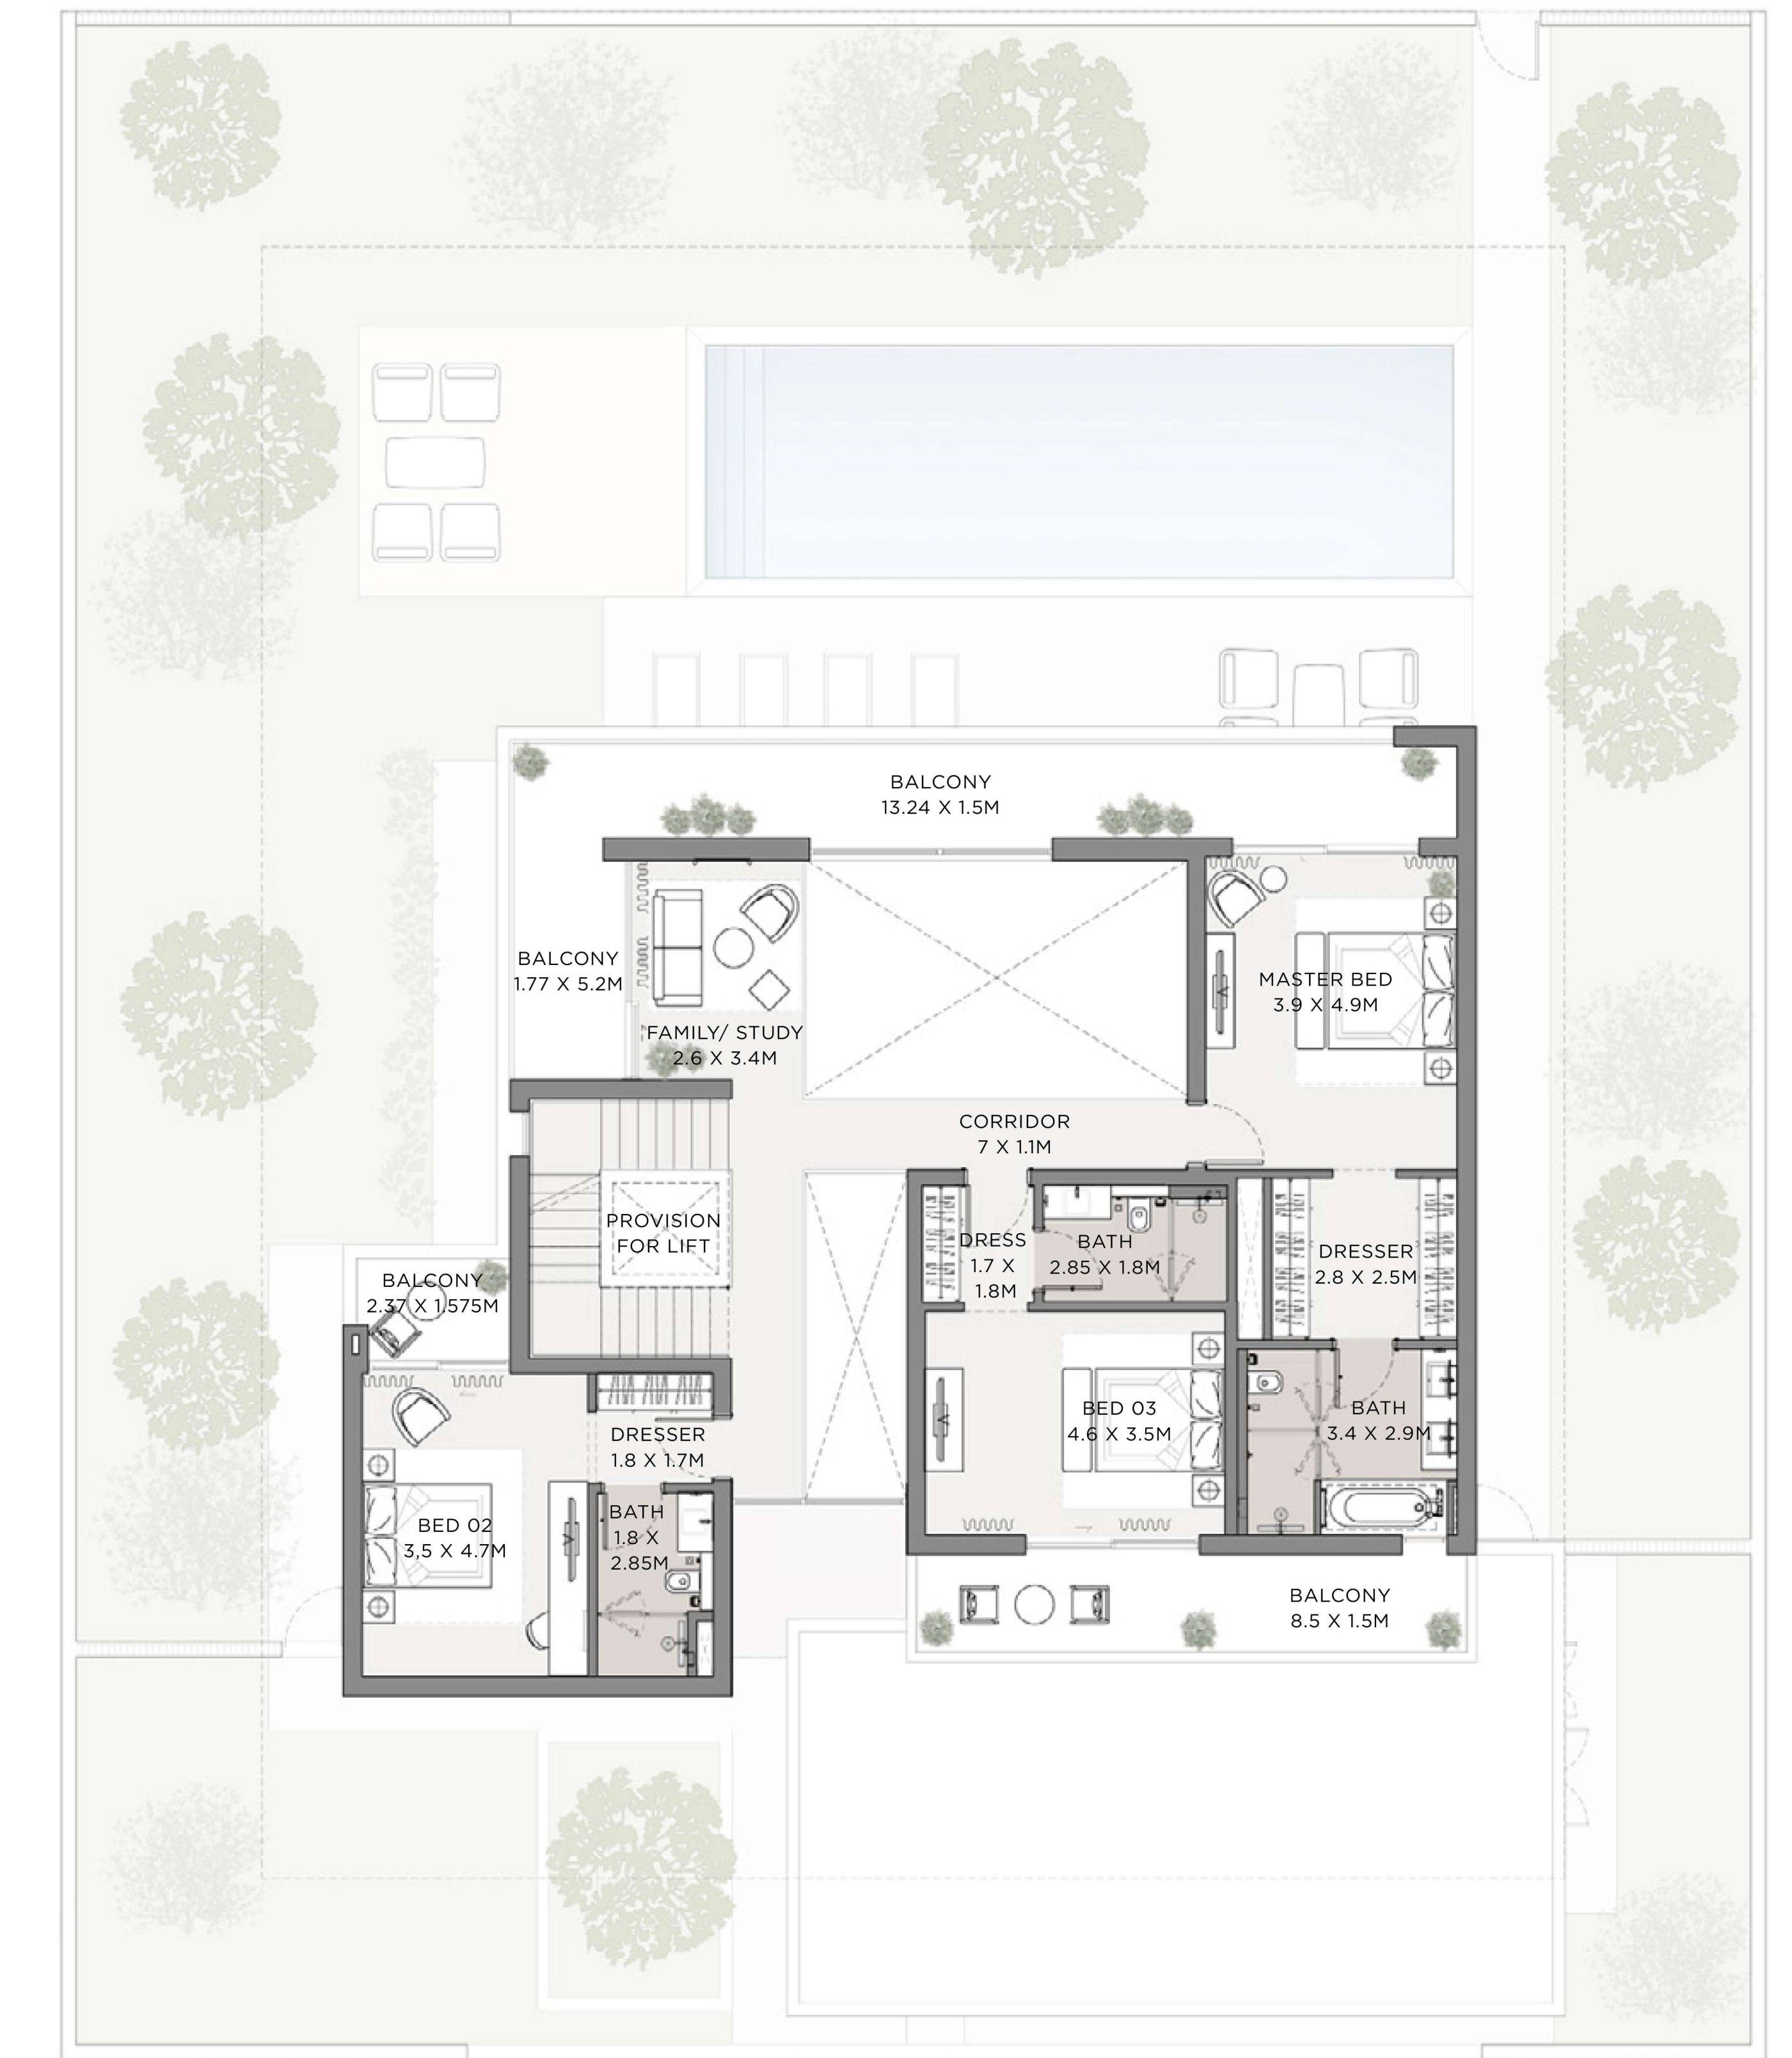 BALCONY
13.24 X 1.5M
BALCONY
1.77 X 5.2M
MASTER BED
3.9 X 4.9M
FAMILY/ STUDY
2.6 X 3.4M
CORRIDOR
7 X 1.1M
PROVISION
FOR LIFT
DRESS
1.7 X
1.8M
BATH
2.85 X 1.8M
DRESSER
2.8 X 2.5M
BALCONY
2.37 X 1.575M
BED 03
4.6 X 3.5M
BATH
3.4 X 2.9M
DRESSER
1.8 X 1.7M
BED 02
3,5 X 4.7M
BATH
1.8 X
2.85M
BALCONY
8.5 X 1.5M